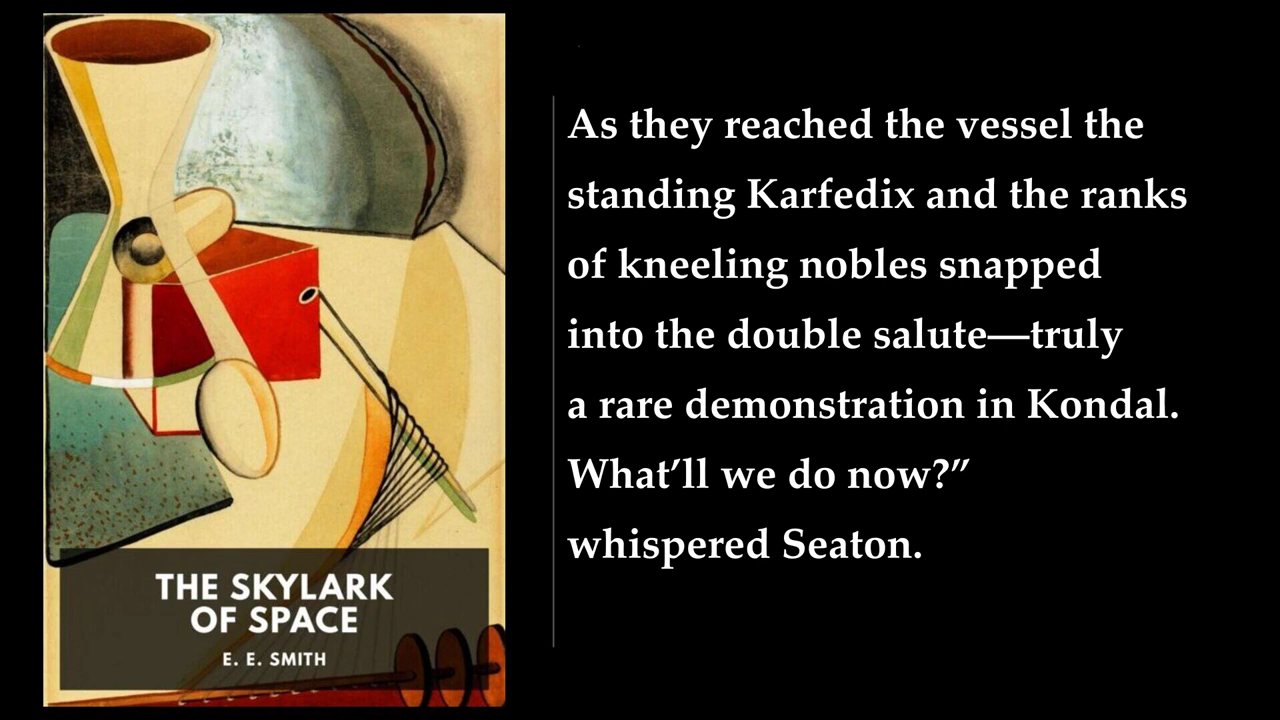 THE SKYLARK
OF SPACE
E. E. SMITH
As they reached the vessel the
standing Karfedix and the ranks
of kneeling nobles snapped
into the double salute—truly
a rare demonstration in Kondal.
What’ll we do now?”
whispered Seaton.